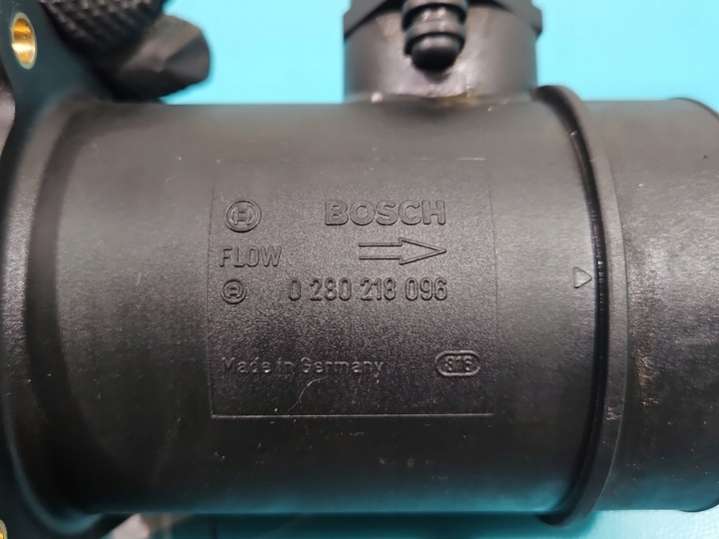 BOSCH
FLOW
0 280 218 096
Made in Germany